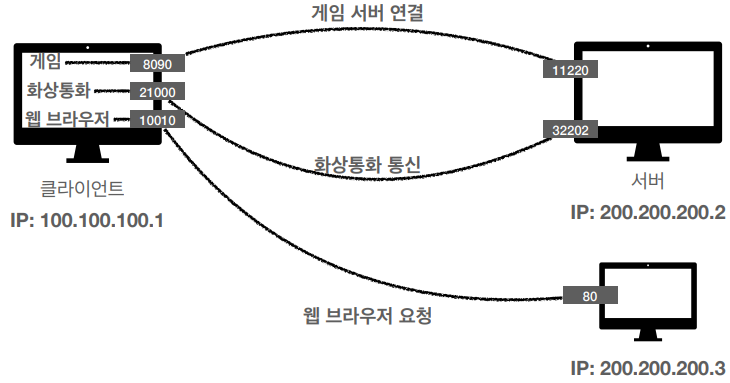 게임 서버 연결
게임
8090
11220
화상통화
21000
웹 브라우저
10010
32202
화상통화 통신
클라이언트
IP: 100.100.100.1
서버
IP: 200.200.200.2
80
웹 브라우저 요청
IP: 200.200.200.3